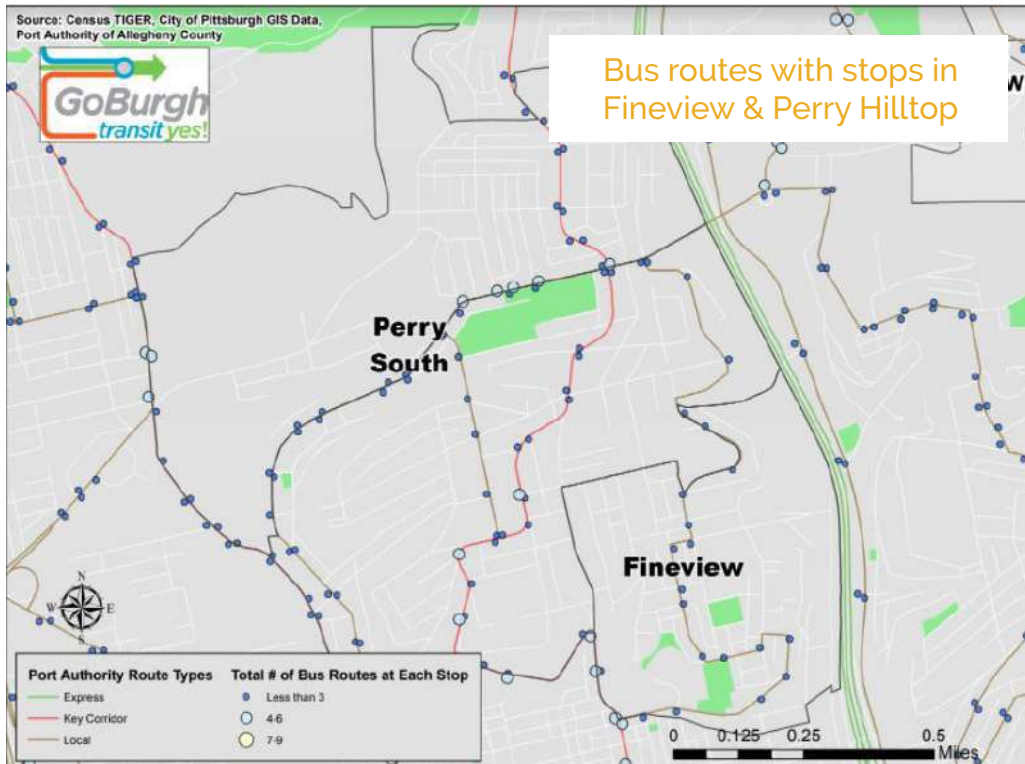 Source: Census TIGER, City of Pittsburgh GIS Data,
Port Authority of Allegheny County
GoBurgh
transit yes!
Bus routes with stops in
Fineview & Perry Hilltop
W
Perry
South
Fineview
N
W E
S
Port Authority Route Types
Express
Key Corridor
Local
Total # of Bus Routes at Each Stop
Less than 3
4-6
7-9
0 0.125 0.25 0.5
Miles